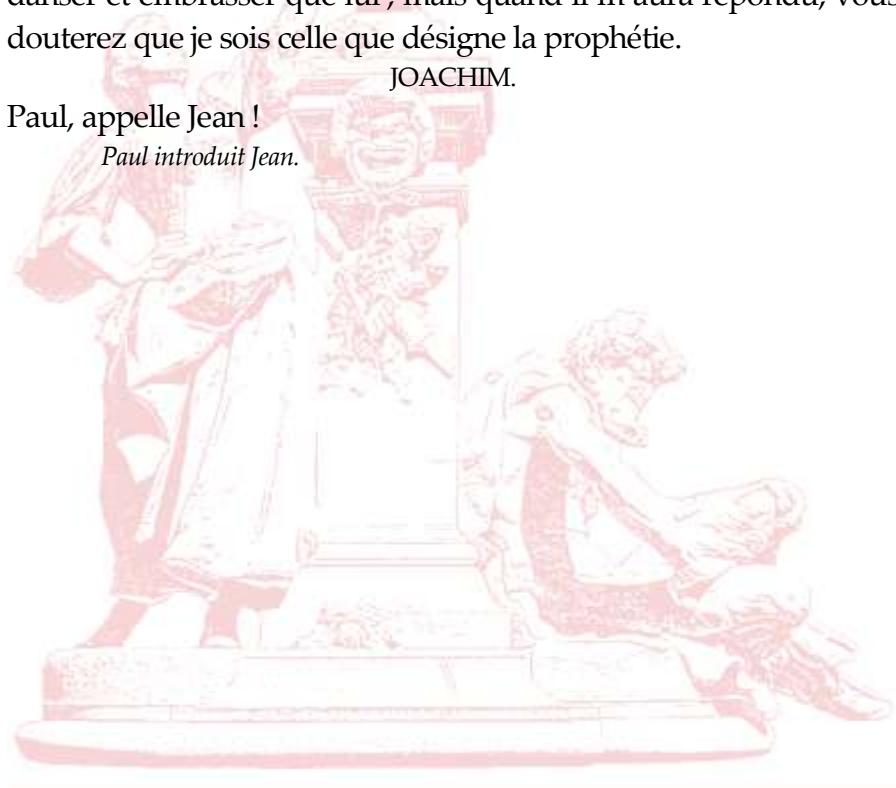 danser et embrasser que lui ; mais quand il m'aura répondu, vous
douterez que je sois celle que désigne la prophétie.
JOACHIM.
Paul, appelle Jean !
Paul introduit Jean.